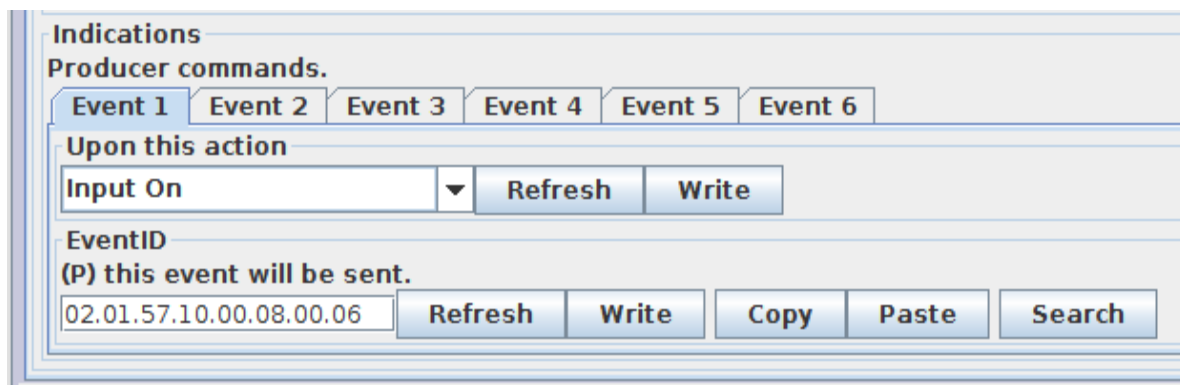 Indications
Producer commands.
Event 1 Event 2 Event 3 Event 4 Event 5 Event 6
Upon this action
Input On Refresh Write
EventID
(P) this event will be sent.
02.01.57.10.00.08.00.06 Refresh Write Copy Paste Search